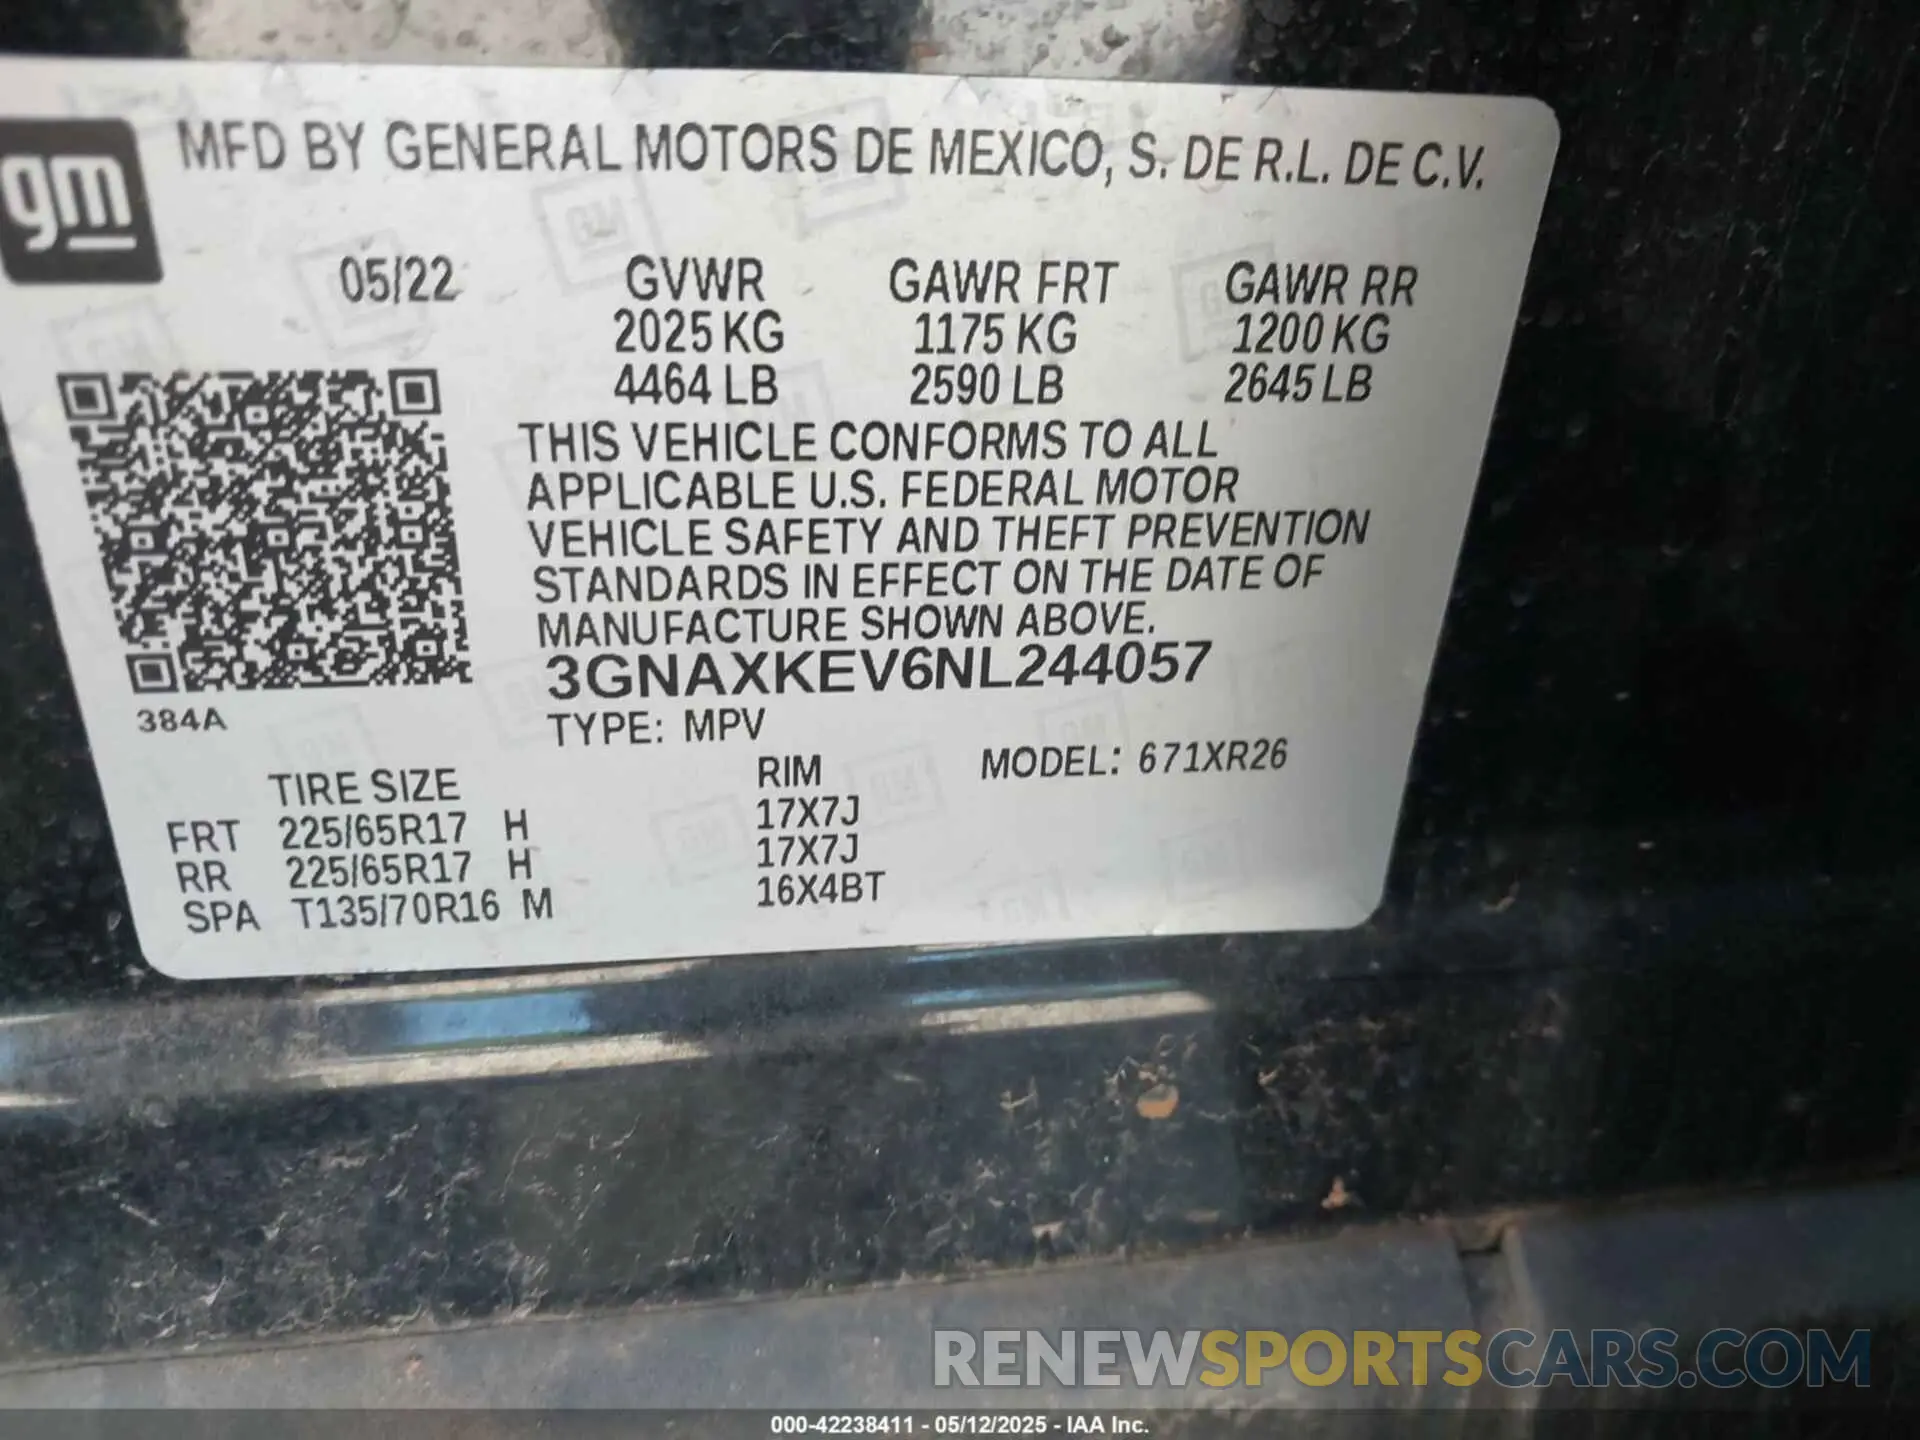 gm
MFD BY GENERAL MOTORS DE MEXICO, S. DE R.L. DE C.V.
05/22 GVWR GAWR FRT GAWR RR
2025 KG 1175 KG 1200 KG
4464 LB 2590 LB 2645 LB
THIS VEHICLE CONFORMS TO ALL
APPLICABLE U.S. FEDERAL MOTOR
VEHICLE SAFETY AND THEFT PREVENTION
STANDARDS IN EFFECT ON THE DATE OF
MANUFACTURE SHOWN ABOVE.
3GNAXKEV6NL244057
384A
TYPE: MPV
TIRE SIZE RIM MODEL: 671XR26
FRT 225/65R17 H 17X7J
RR 225/65R17 H 17X7J
SPA T135/70R16 M 16X4BT
RENEWSPORTSCARS.COM
000-42238411 - 05/12/2025 - IAA Inc.